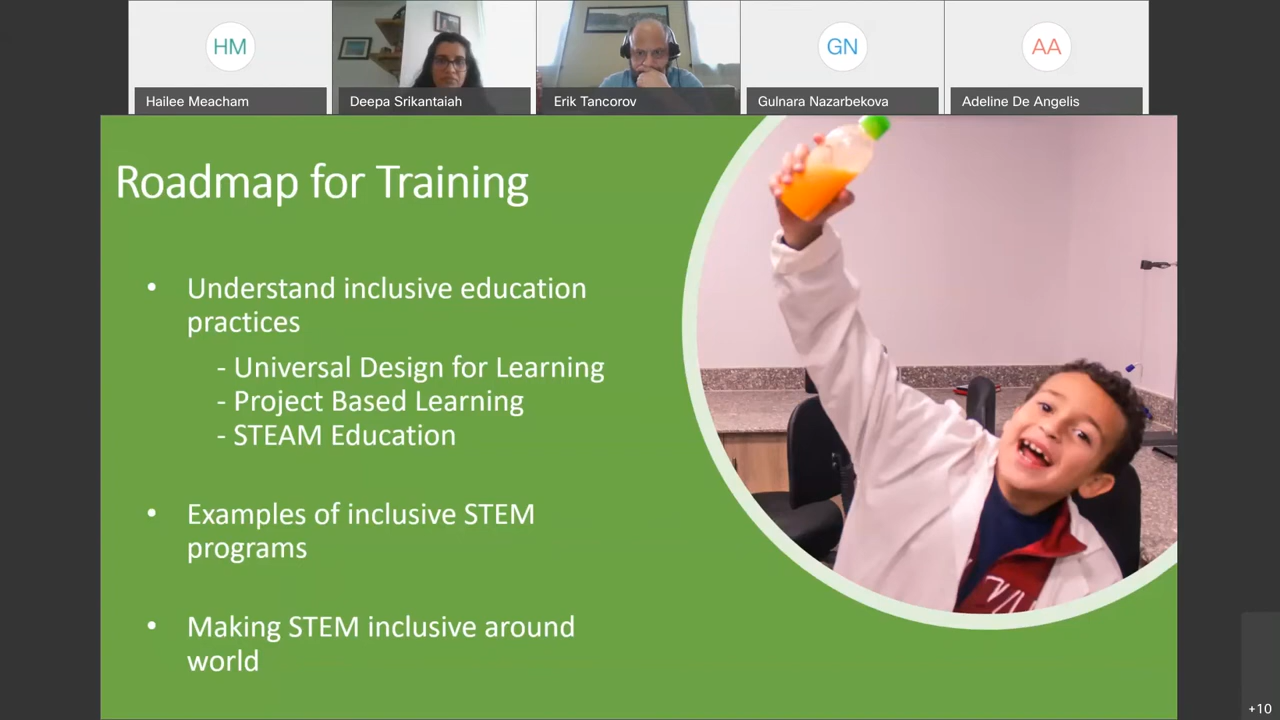 HM
GN
AA
Hailee Meacham
Deepa Srikantaiah
Erik Tancorov
Gulnara Nazarbekova
Adeline De Angelis
Roadmap for Training
• Understand inclusive education
practices
- Universal Design for Learning
- Project Based Learning
- STEAM Education
• Examples of inclusive STEM
programs
• Making STEM inclusive around
world
+10